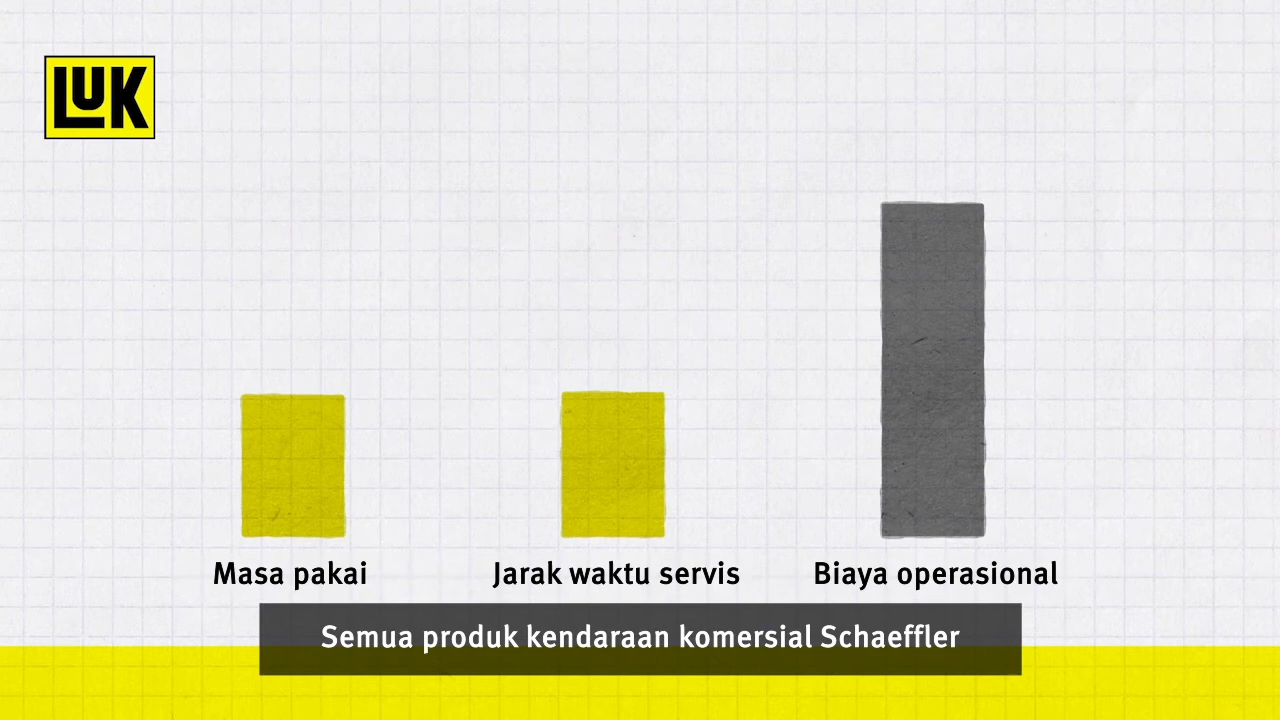 LUK
Masa pakai
Jarak waktu servis
Biaya operasional
Semua produk kendaraan komersial Schaeffler